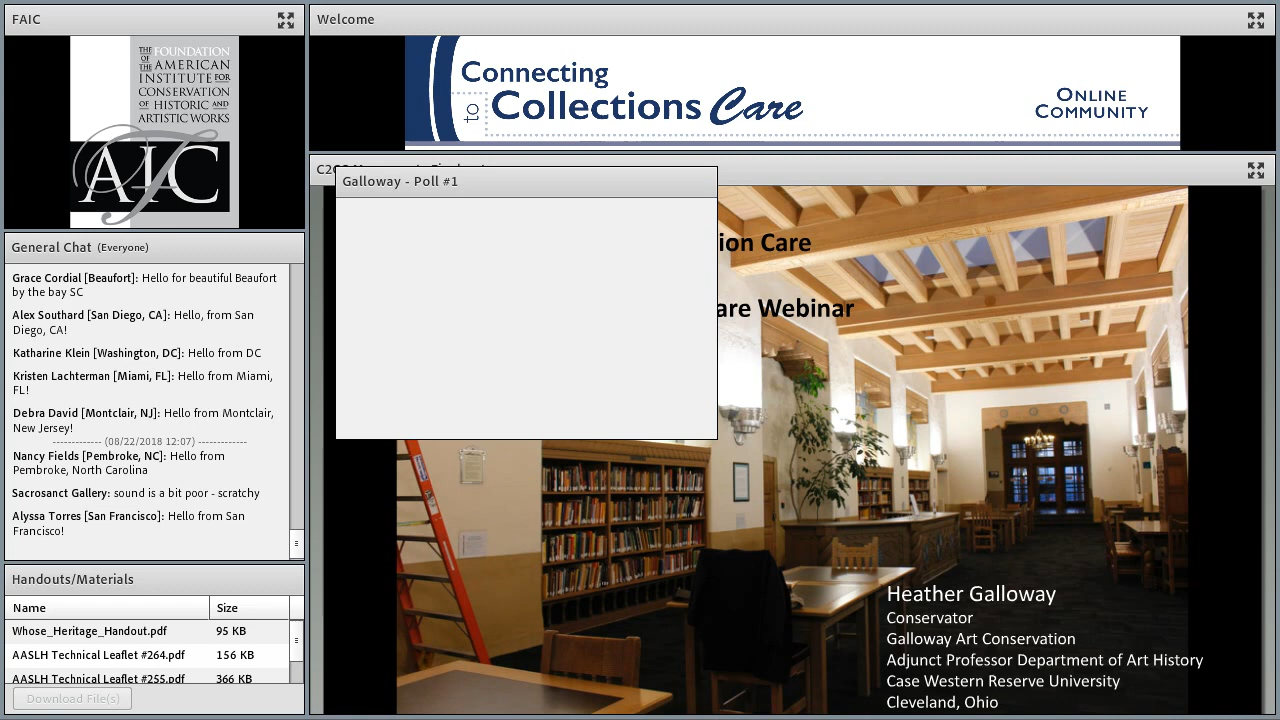 FAIC
THE FOUNDATION
OF THE AMERICAN
INSTITUTE FOR
CONSERVATION
OF HISTORIC AND
ARTISTIC WORKS
AIC
General Chat (Everyone)
Grace Cordial [Beaufort]: Hello for beautiful Beaufort
by the bay SC
Alex Southard [San Diego, CA]: Hello, from San
Diego, CA!
Katharine Klein [Washington, DC]: Hello from DC
Kristen Lachterman [Miami, FL]: Hello from Miami,
FL!
Debra David [Montclair, NJ]: Hello from Montclair,
New Jersey!
------------- (08/22/2018 12:07) -------------
Nancy Fields [Pembroke, NC]: Hello from
Pembroke, North Carolina
Sacrosanct Gallery: sound is a bit poor - scratchy
Alyssa Torres [San Francisco]: Hello from San
Francisco!
Handouts/Materials
Name Size
Whose_Heritage_Handout.pdf 95 KB
AASLH Technical Leaflet #264.pdf 156 KB
AASLH Technical Leaflet #255.pdf 366 KB
Download File(s)
Welcome
Connecting
to Collections Care
ONLINE
COMMUNITY
Galloway - Poll #1
ion Care
are Webinar
Heather Galloway
Conservator
Galloway Art Conservation
Adjunct Professor Department of Art History
Case Western Reserve University
Cleveland, Ohio